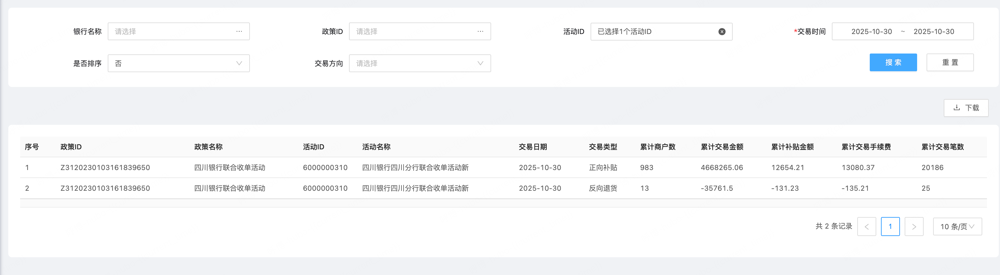 银行名称 请选择 ··· 政策ID 请选择 ··· 活动ID 已选择1个活动ID *交易时间 2025-10-30 ~ 2025-10-30
是否排序 否 交易方向 请选择 搜 索 重 置
下载
序号 政策ID 政策名称 活动ID 活动名称 交易日期 交易类型 累计商户数 累计交易金额 累计补贴金额 累计交易手续费 累计交易笔数
1 Z3120230103161839650 四川银行联合收单活动 6000000310 四川银行四川分行联合收单活动新 2025-10-30 正向补贴 983 4668265.06 12654.21 13080.37 20186
2 Z3120230103161839650 四川银行联合收单活动 6000000310 四川银行四川分行联合收单活动新 2025-10-30 反向退货 13 -35761.5 -131.23 -135.21 25
共 2 条记录 < 1 > 10 条/页